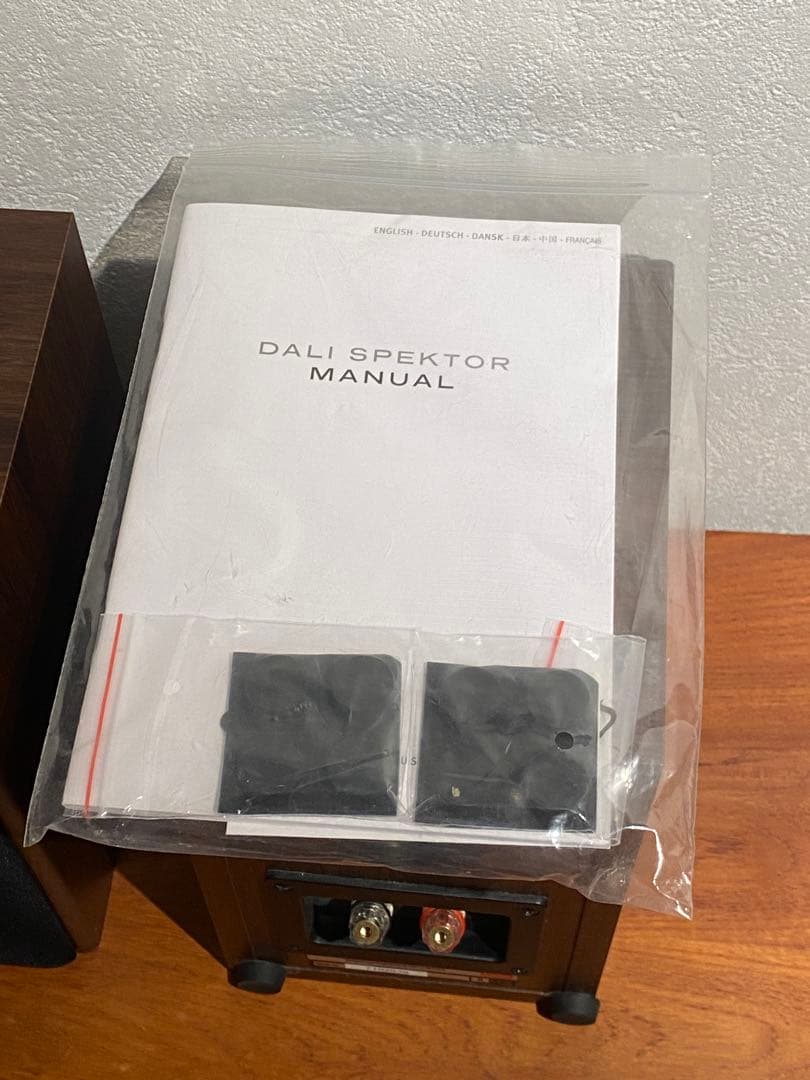 ENGLISH - DEUTSCH - DANSK - 日本 - 中国 - FRANÇAIS
DALI SPEKTOR
MANUAL